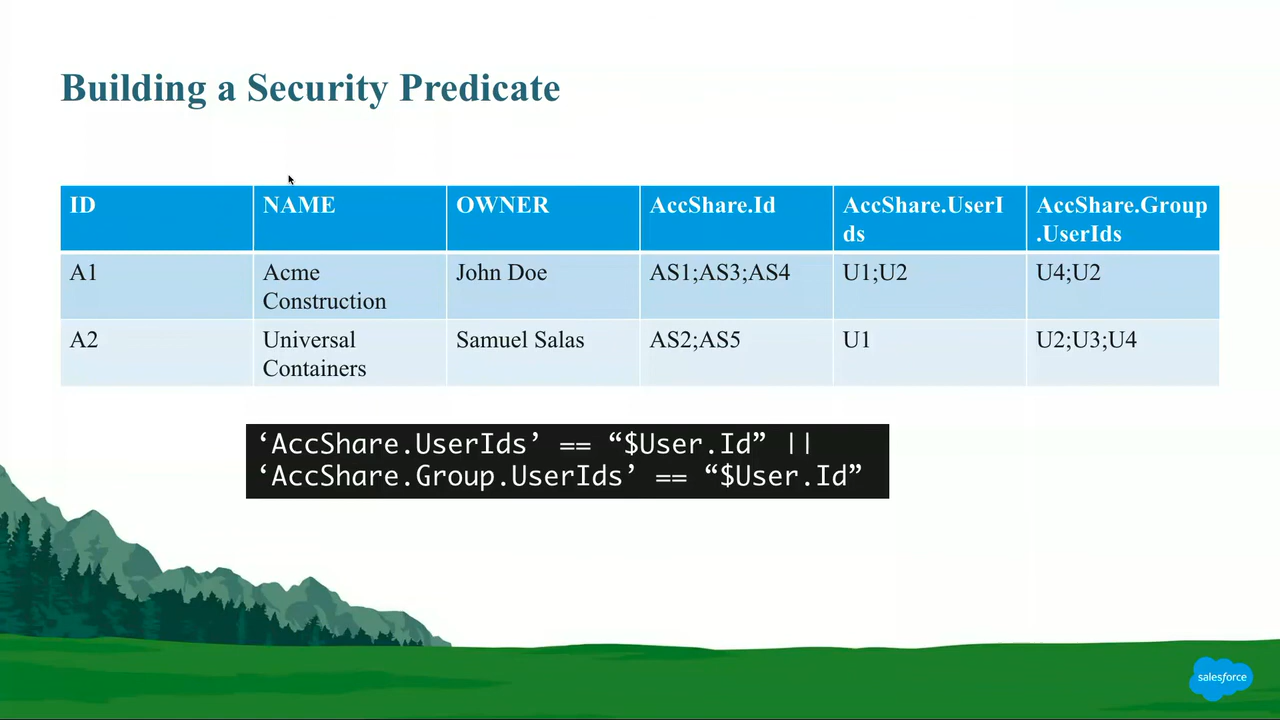 Building a Security Predicate
ID NAME OWNER AccShare.Id AccShare.UserI AccShare.Group
ds .UserIds
A1 Acme John Doe AS1;AS3;AS4 U1;U2 U4;U2
Construction
A2 Universal Samuel Salas AS2;AS5 U1 U2;U3;U4
Containers
‘AccShare.UserIds’ == “$User.Id” ||
‘AccShare.Group.UserIds’ == “$User.Id”
salesforce